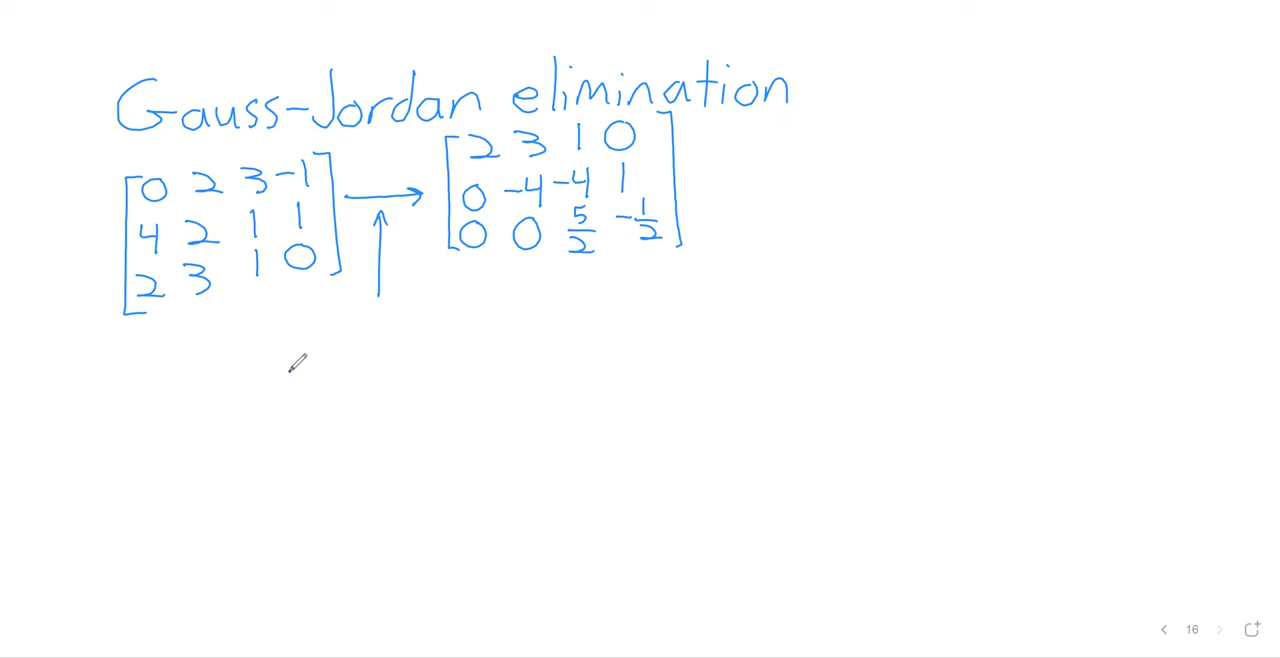 Gauss-Jordan elimination
0 2 3 -1
4 2 1 1
2 3 1 0
2 3 1 0
0 -4 -4 1
0 0 5/2 -1/2
16